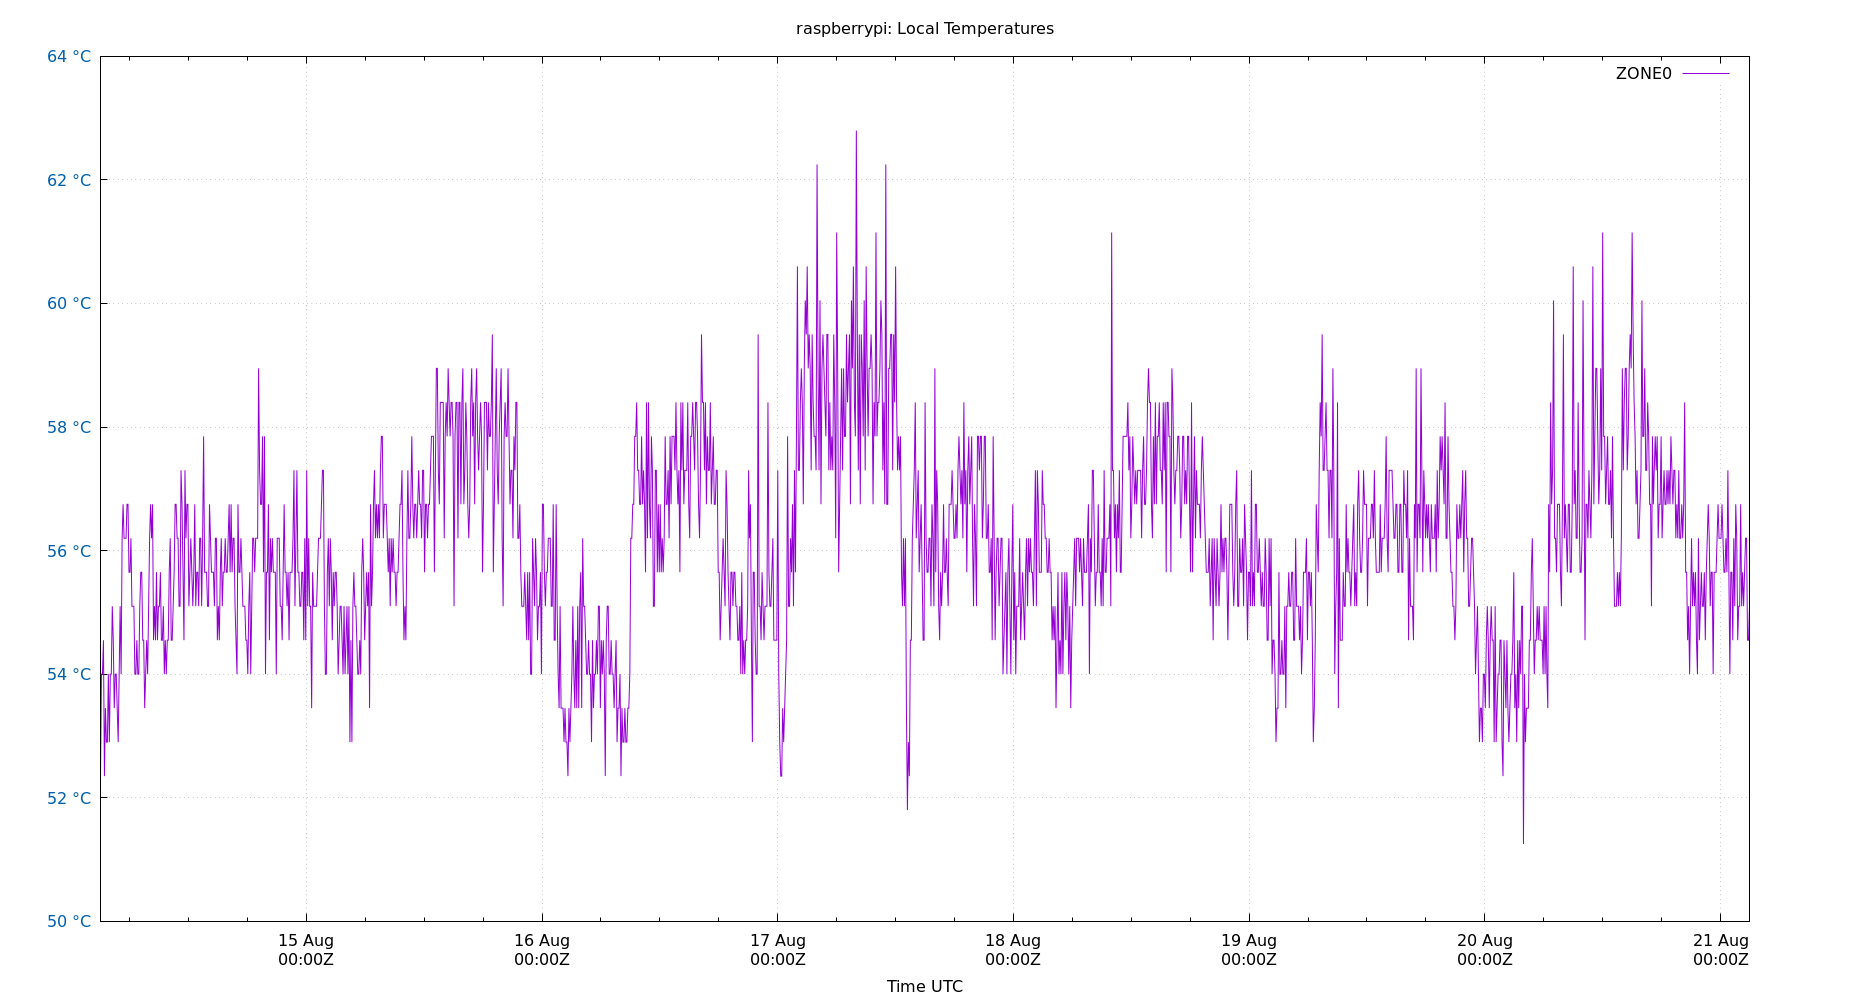 raspberrypi: Local Temperatures
64 °C
ZONE0
62 °C
60 °C
58 °C
56 °C
54 °C
52 °C
50 °C
15 Aug 16 Aug 17 Aug 18 Aug 19 Aug 20 Aug 21 Aug
00:00Z 00:00Z 00:00Z 00:00Z 00:00Z 00:00Z 00:00Z
Time UTC